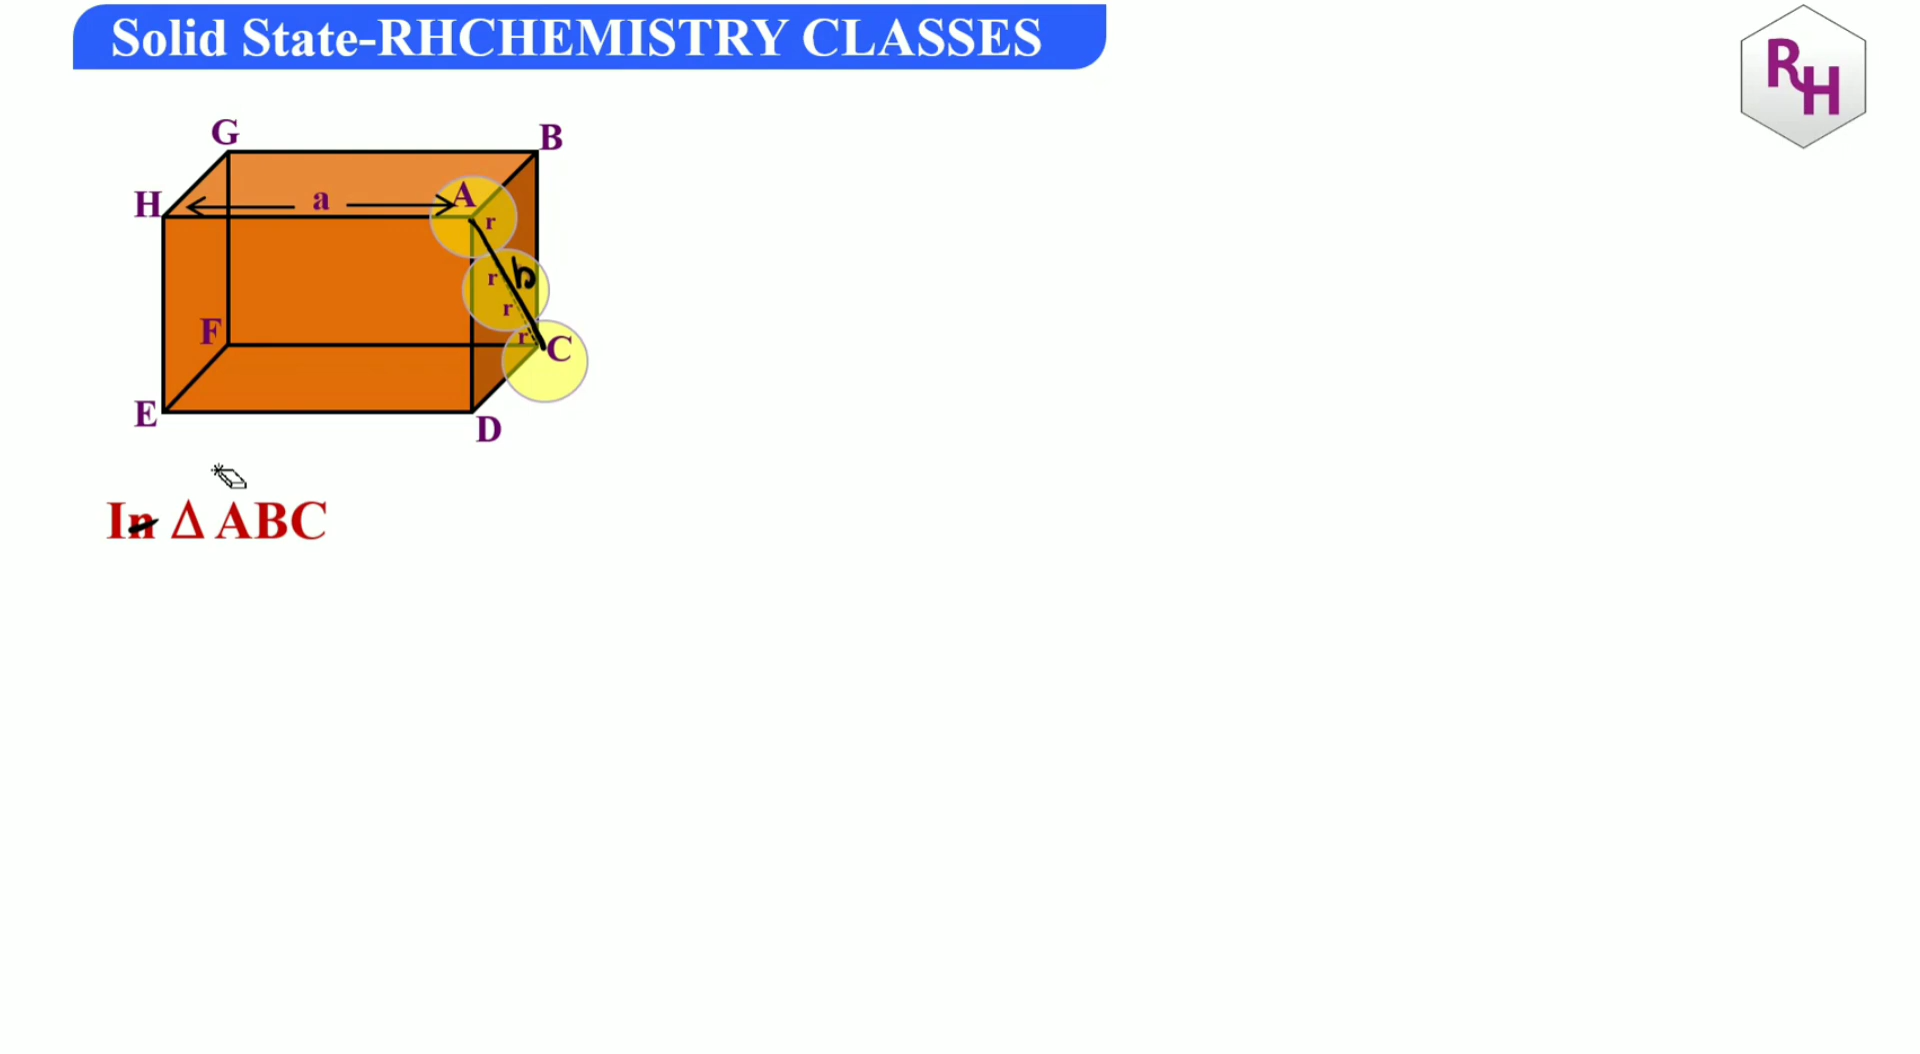 Solid State-RHCHEMISTRY CLASSES
RH
G
B
H
a
A
r
r
b
r
F
r
C
E
D
In Δ ABC